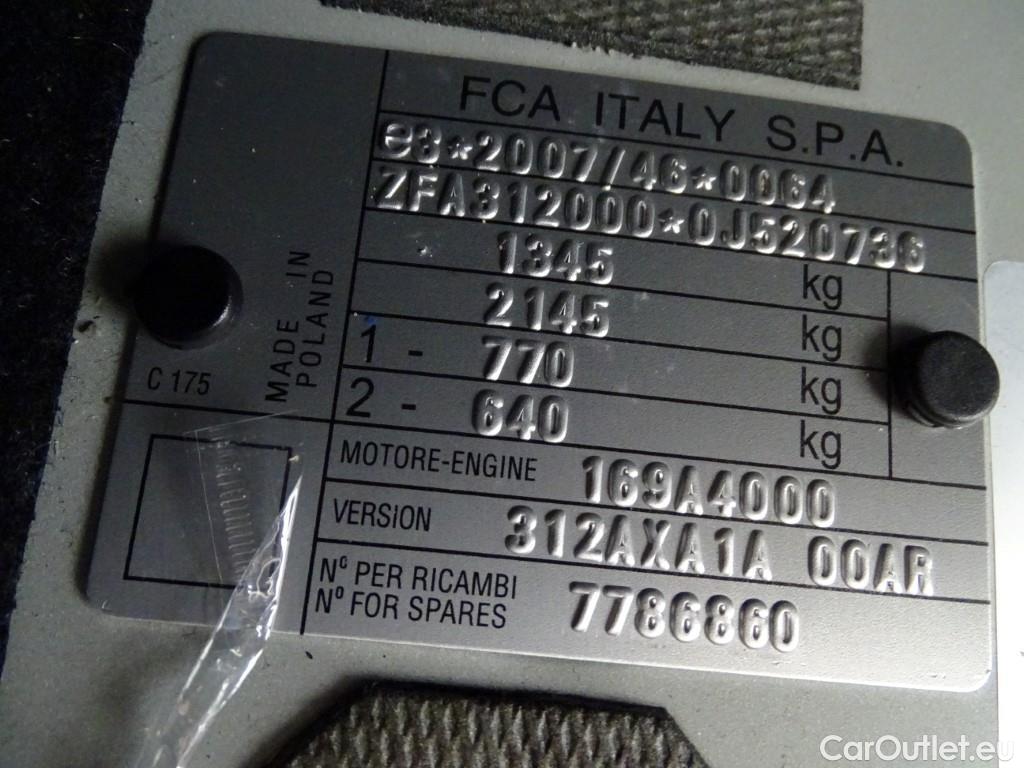 FCA ITALY S.P.A.
e3*2007/46*0064
ZFA312000*0J520736
1345 kg
2145 kg
1 - 770 kg
2 - 640 kg
MADE IN
POLAND
C 175
MOTORE-ENGINE 169A4000
VERSION 312AXA1A 00AR
N° PER RICAMBI
N° FOR SPARES 7786860
CarOutlet.eu